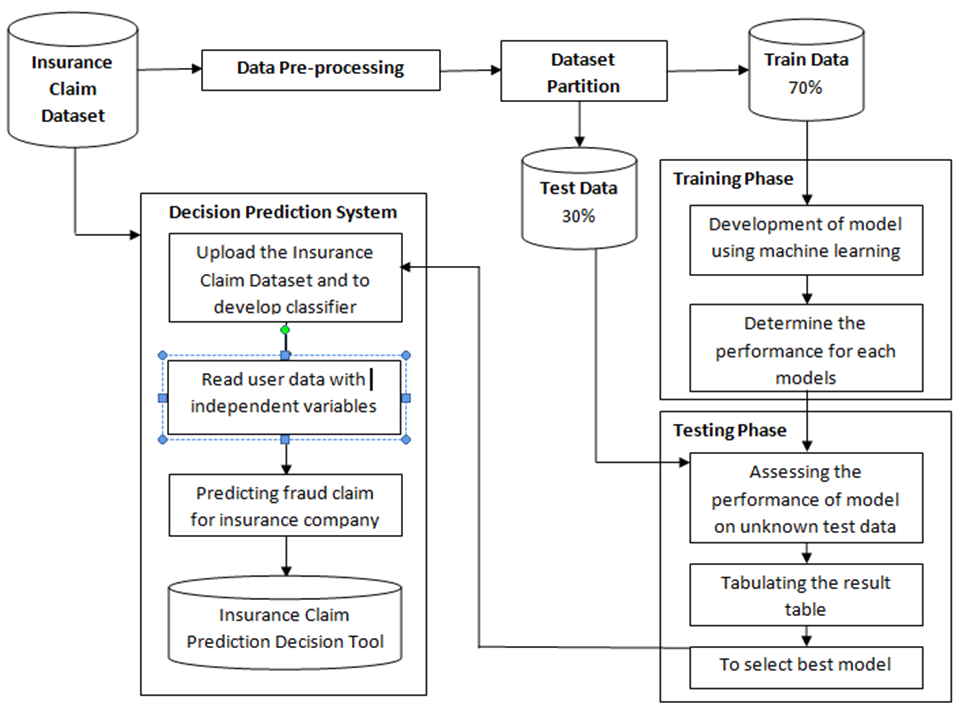 Insurance
Claim
Dataset
Data Pre-processing
Dataset
Partition
Train Data
70%
Test Data
30%
Training Phase
Development of model
using machine learning
Determine the
performance for each
models
Testing Phase
Assessing the
performance of model
on unknown test data
Tabulating the result
table
To select best model
Decision Prediction System
Upload the Insurance
Claim Dataset and to
develop classifier
Read user data with
independent variables
Predicting fraud claim
for insurance company
Insurance Claim
Prediction Decision Tool